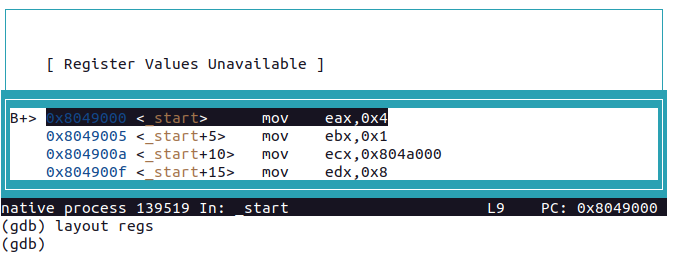 [ Register Values Unavailable ]
B+> 0x8049000 <_start> mov eax,0x4
0x8049005 <_start+5> mov ebx,0x1
0x804900a <_start+10> mov ecx,0x804a000
0x804900f <_start+15> mov edx,0x8
native process 139519 In: _start L9 PC: 0x8049000
(gdb) layout regs
(gdb)